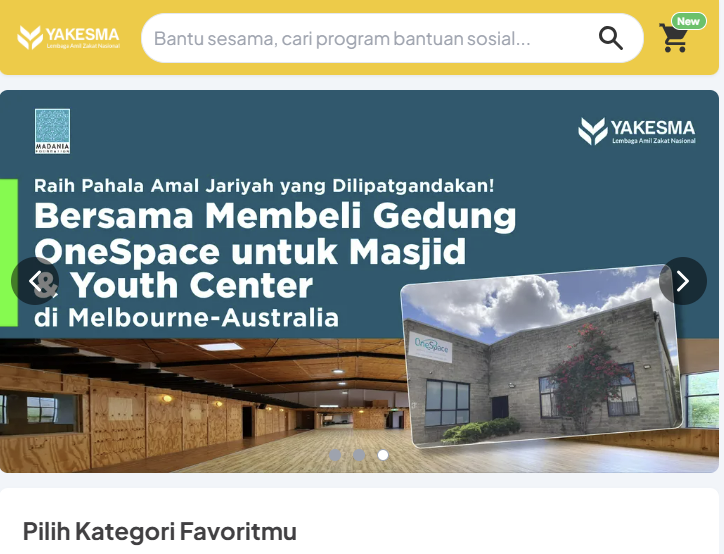 YAKESMA
Lembaga Amil Zakat Nasional
Bantu sesama, cari program bantuan sosial...
New
MADANIA
FOUNDATION
YAKESMA
Lembaga Amil Zakat Nasional
Raih Pahala Amal Jariyah yang Dilipatgandakan!
Bersama Membeli Gedung
OneSpace untuk Masjid
& Youth Center
di Melbourne-Australia
OneSpace
Pilih Kategori Favoritmu